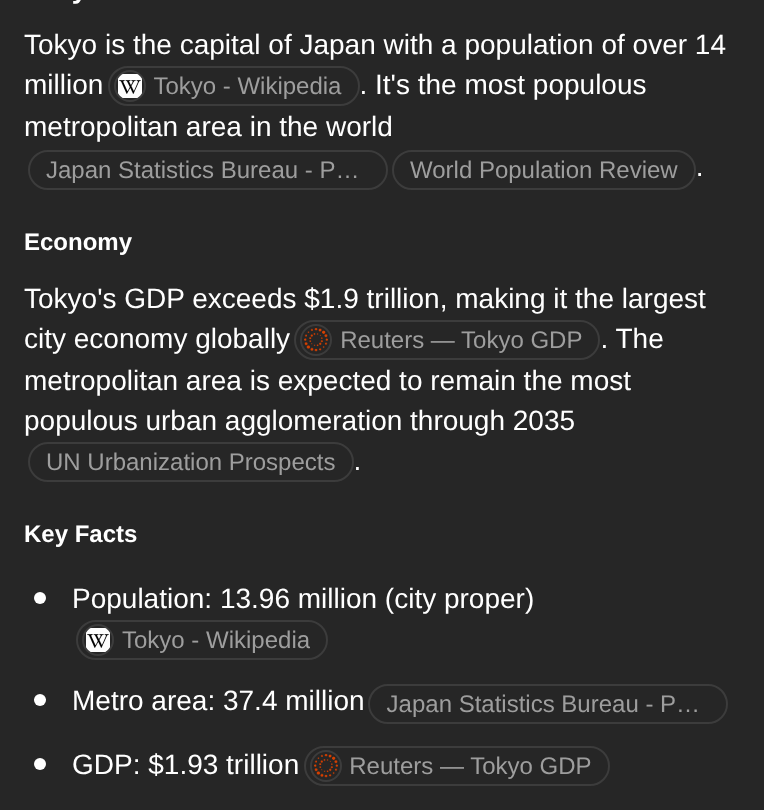 Tokyo is the capital of Japan with a population of over 14
million Tokyo - Wikipedia. It's the most populous
metropolitan area in the world
Japan Statistics Bureau - P… World Population Review.
Economy
Tokyo's GDP exceeds $1.9 trillion, making it the largest
city economy globally Reuters — Tokyo GDP. The
metropolitan area is expected to remain the most
populous urban agglomeration through 2035
UN Urbanization Prospects.
Key Facts
• Population: 13.96 million (city proper)
W Tokyo - Wikipedia
• Metro area: 37.4 million Japan Statistics Bureau - P…
• GDP: $1.93 trillion Reuters — Tokyo GDP